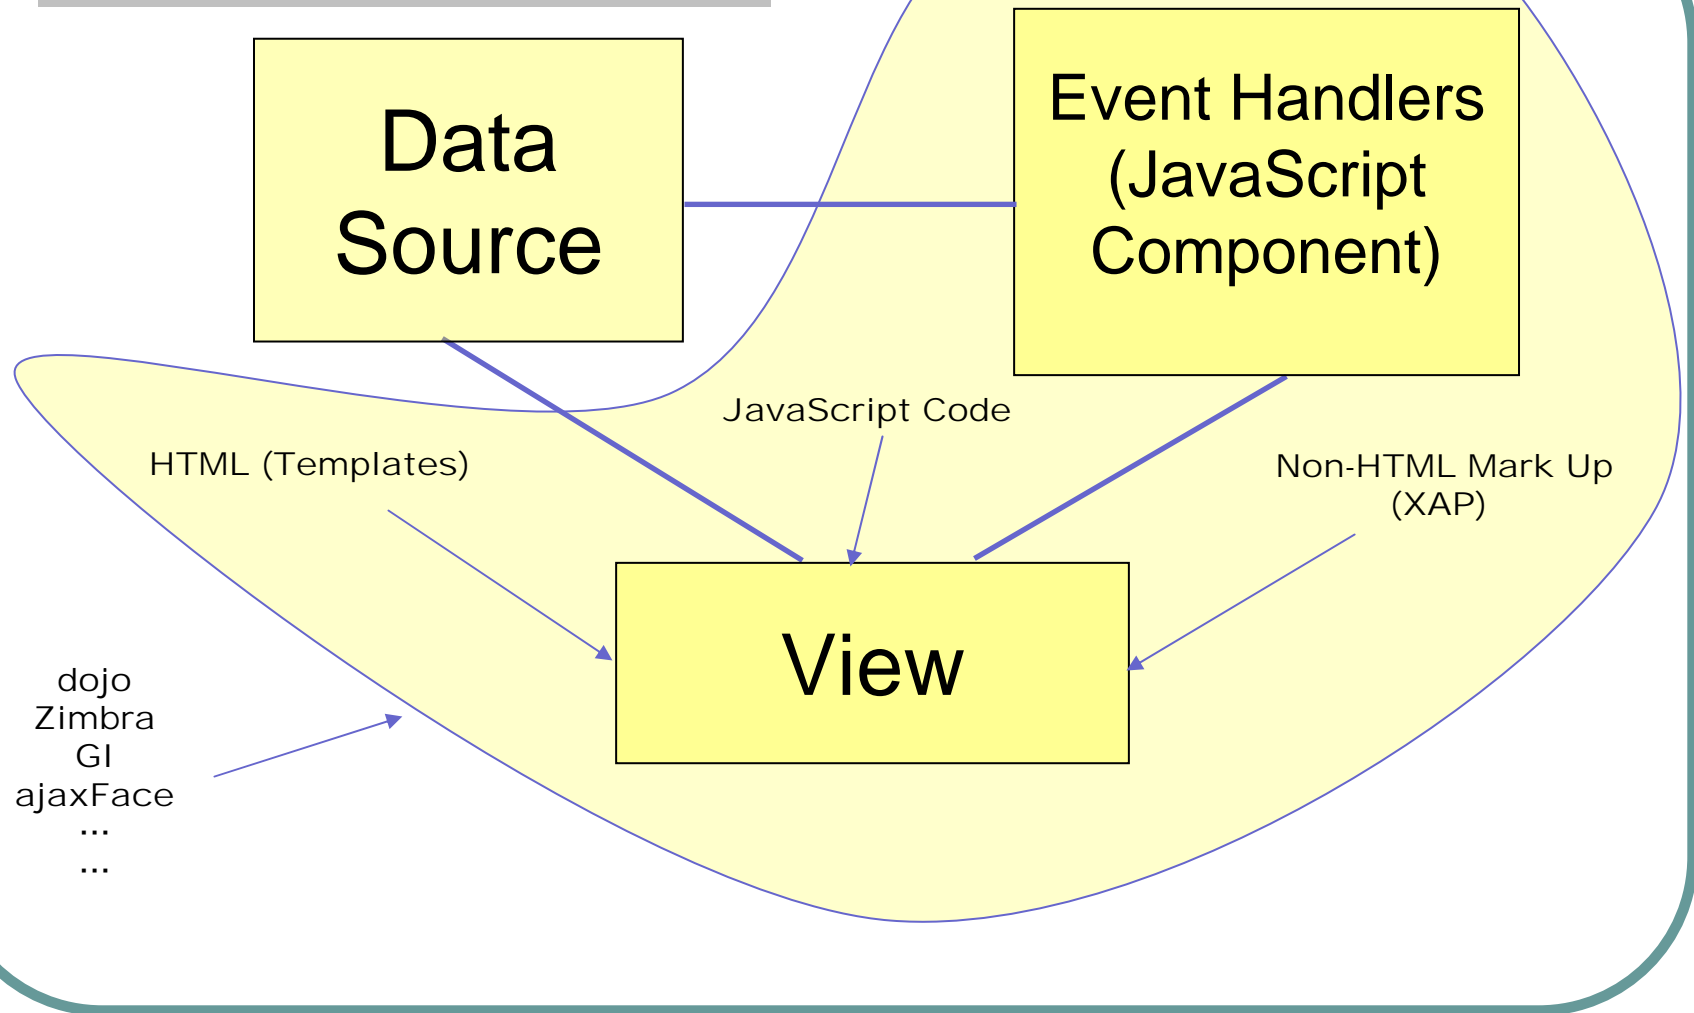 Data
Source
Event Handlers
(JavaScript
Component)
JavaScript Code
HTML (Templates)
Non-HTML Mark Up
(XAP)
View
dojo
Zimbra
GI
ajaxFace
...
...